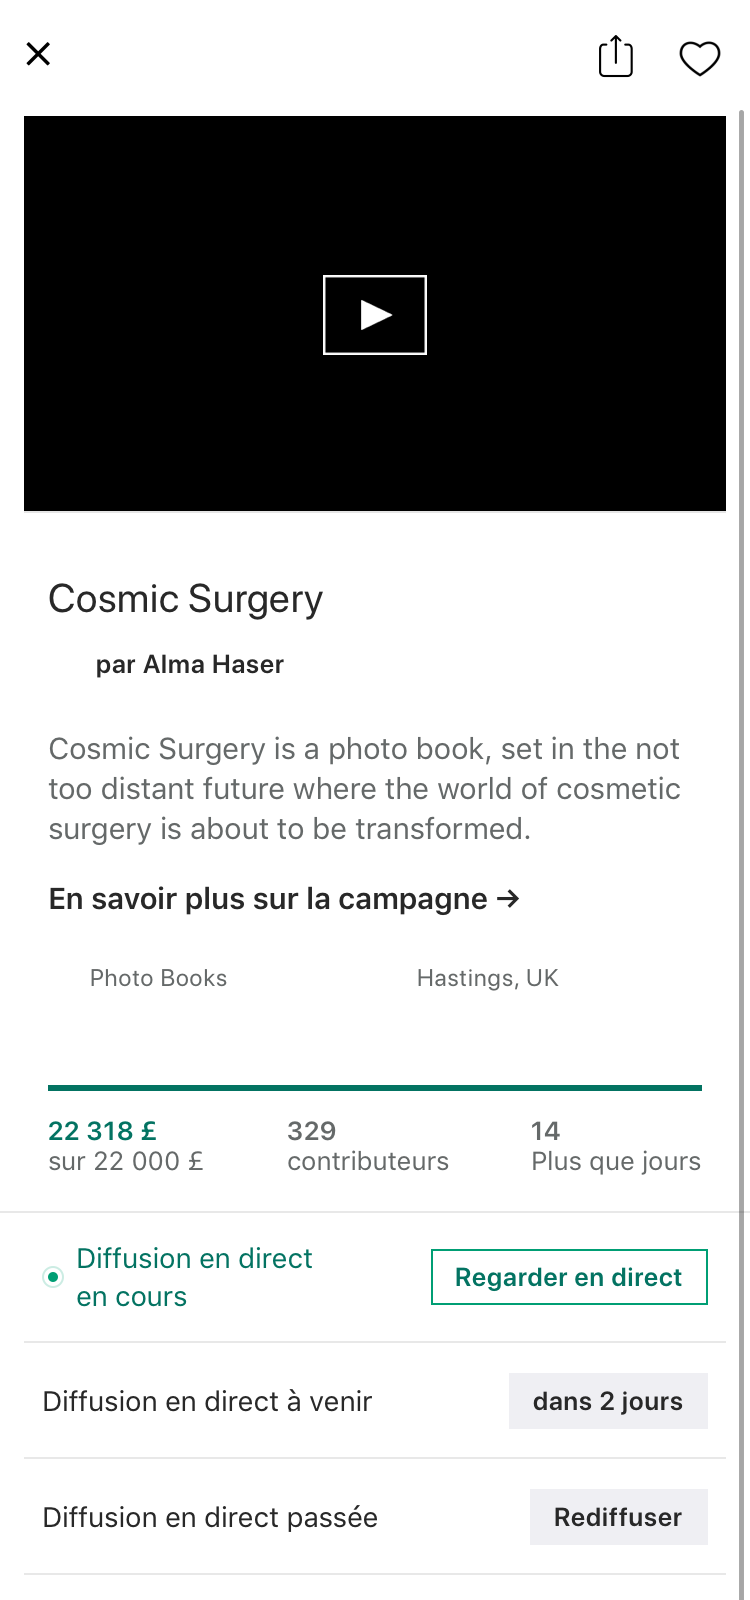 Cosmic Surgery
par Alma Haser
Cosmic Surgery is a photo book, set in the not
too distant future where the world of cosmetic
surgery is about to be transformed.
En savoir plus sur la campagne →
Photo Books
Hastings, UK
22 318 £
sur 22 000 £
329
contributeurs
14
Plus que jours
Diffusion en direct
en cours
Regarder en direct
Diffusion en direct à venir
dans 2 jours
Diffusion en direct passée
Rediffuser